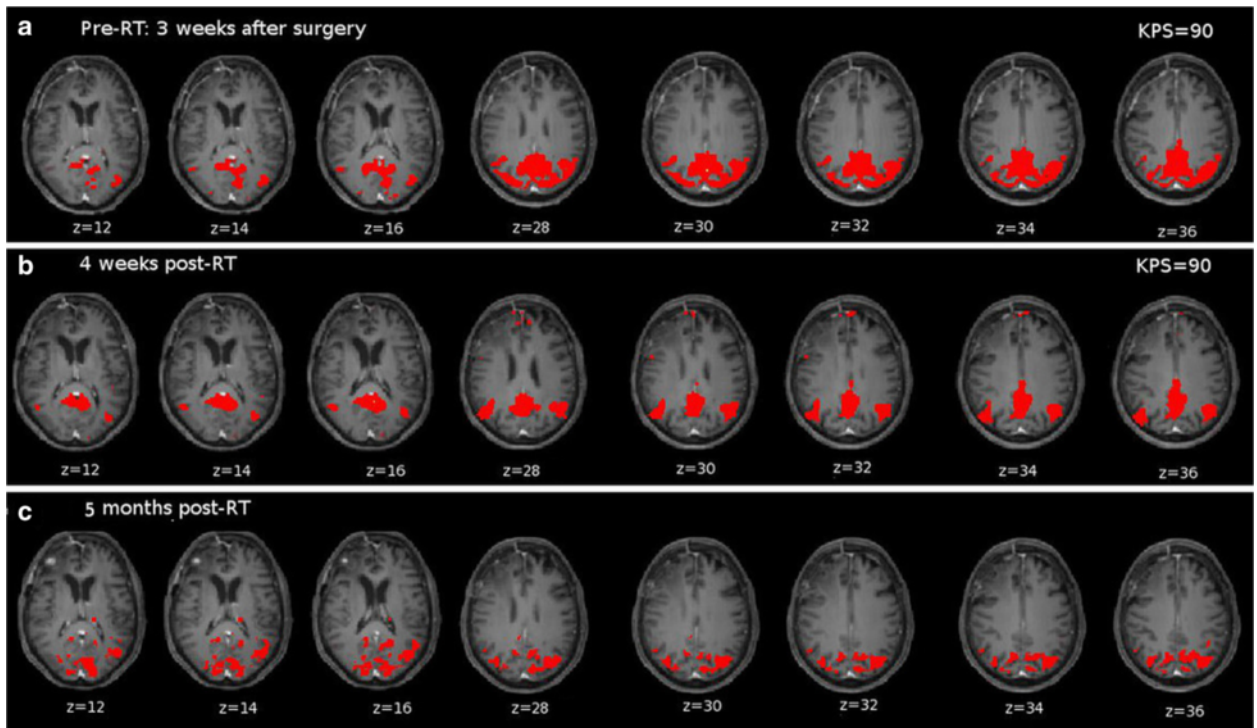 a Pre-RT: 3 weeks after surgery KPS=90
z=12 z=14 z=16 z=28 z=30 z=32 z=34 z=36
b 4 weeks post-RT KPS=90
z=12 z=14 z=16 z=28 z=30 z=32 z=34 z=36
c 5 months post-RT
z=12 z=14 z=16 z=28 z=30 z=32 z=34 z=36